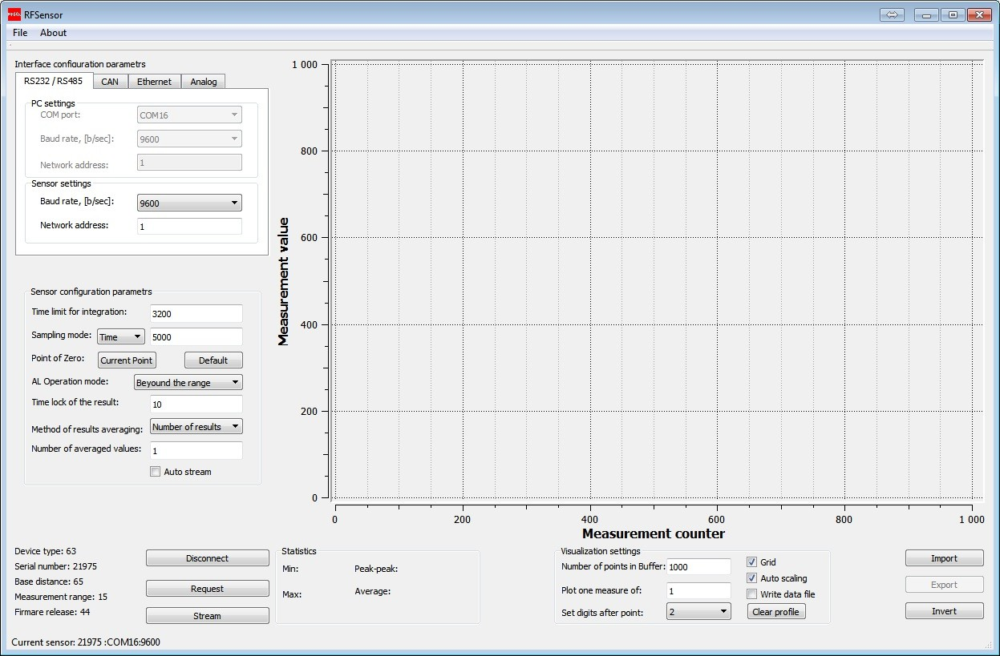 RFSensor
File About
Interface configuration parametrs
RS232 / RS485 CAN Ethernet Analog
PC settings
COM port: COM16
Baud rate, [b/sec]: 9600
Network address: 1
Sensor settings
Baud rate, [b/sec]: 9600
Network address: 1
Sensor configuration parametrs
Time limit for integration: 3200
Sampling mode: Time 5000
Point of Zero: Current Point Default
AL Operation mode: Beyound the range
Time lock of the result: 10
Method of results averaging: Number of results
Number of averaged values: 1
Auto stream
Measurement value
1 000
800
600
400
200
0
0 200 400 600 800 1 000
Measurement counter
Device type: 63
Serial number: 21975
Base distance: 65
Measurement range: 15
Firmare release: 44
Disconnect
Request
Stream
Statistics
Min: Peak-peak:
Max: Average:
Visualization settings
Number of points in Buffer: 1000
Plot one measure of: 1
Set digits after point: 2
Grid
Auto scaling
Write data file
Clear profile
Import
Export
Invert
Current sensor: 21975 :COM16:9600